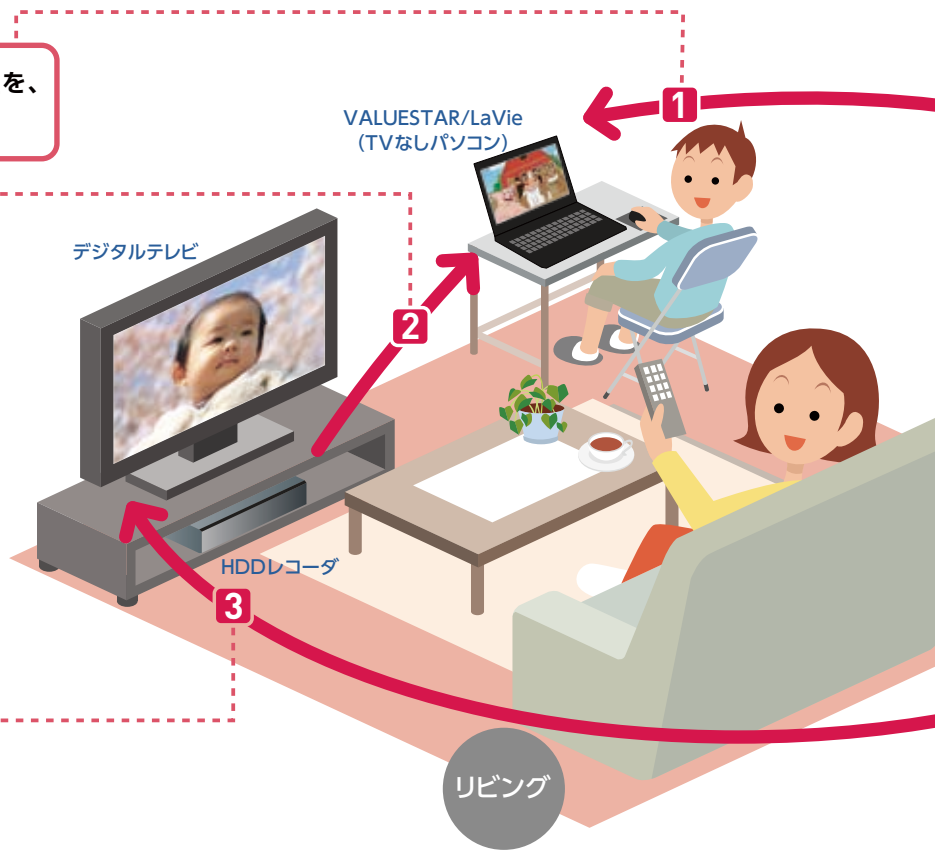 を、
1
VALUESTAR/LaVie
（TVなしパソコン）
デジタルテレビ
2
HDDレコーダ
3
リビング